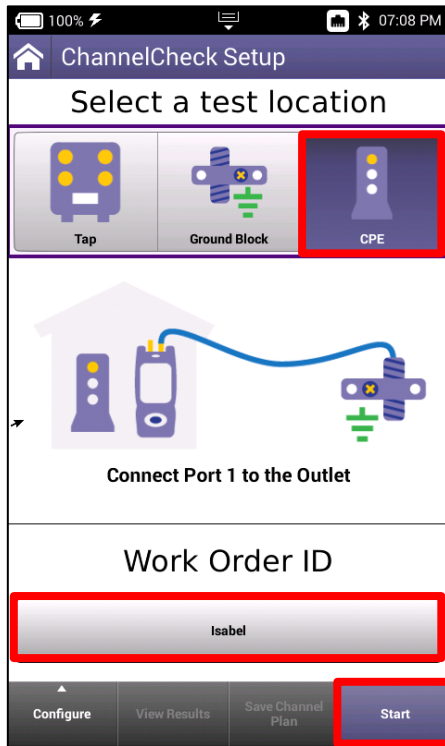 100% 07:08 PM
ChannelCheck Setup
Select a test location
Tap Ground Block CPE
Connect Port 1 to the Outlet
Work Order ID
Isabel
Configure View Results Save Channel Plan Start